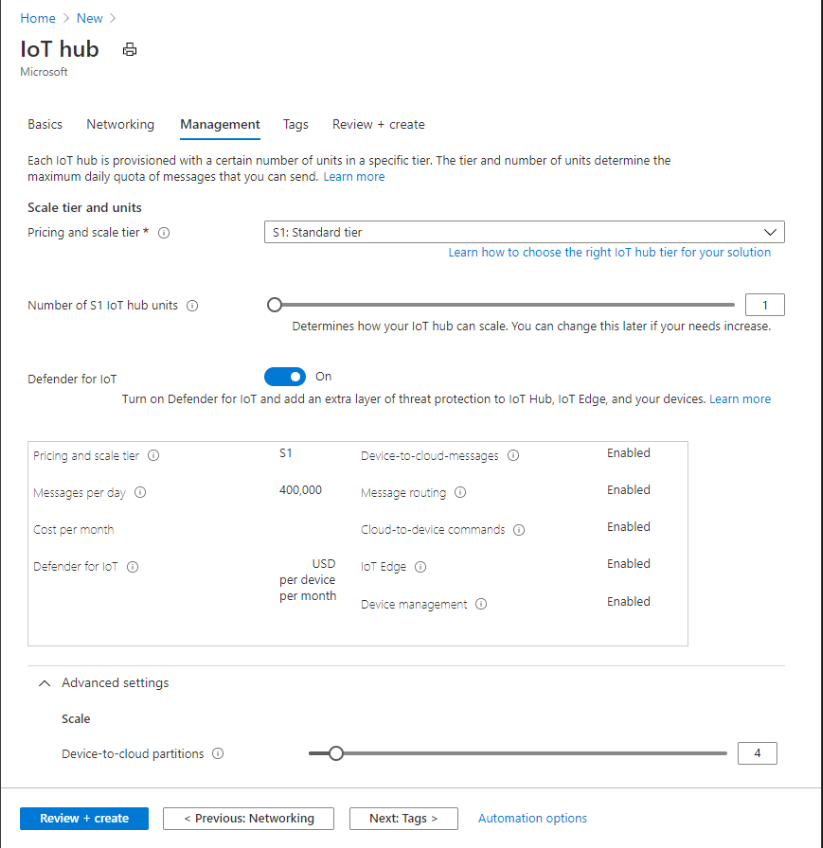 Home > New >
IoT hub
Microsoft
Basics Networking Management Tags Review + create
Each IoT hub is provisioned with a certain number of units in a specific tier. The tier and number of units determine the
maximum daily quota of messages that you can send. Learn more
Scale tier and units
Pricing and scale tier *
S1: Standard tier
Learn how to choose the right IoT hub tier for your solution
Number of S1 IoT hub units
1
Determines how your IoT hub can scale. You can change this later if your needs increase.
Defender for IoT
On
Turn on Defender for IoT and add an extra layer of threat protection to IoT Hub, IoT Edge, and your devices. Learn more
Pricing and scale tier S1 Device-to-cloud-messages Enabled
Messages per day 400,000 Message routing Enabled
Cost per month Cloud-to-device commands Enabled
Defender for IoT USD IoT Edge Enabled
per device
per month Device management Enabled
Advanced settings
Scale
Device-to-cloud partitions 4
Review + create < Previous: Networking Next: Tags > Automation options